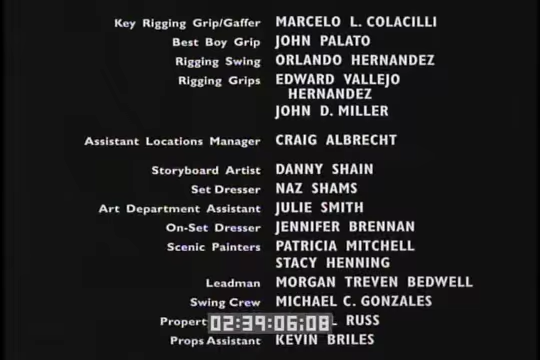 Key Rigging Grip/Gaffer MARCELO L. COLACILLI
Best Boy Grip JOHN PALATO
Rigging Swing ORLANDO HERNANDEZ
Rigging Grips EDWARD VALLEJO
HERNANDEZ
JOHN D. MILLER
Assistant Locations Manager CRAIG ALBRECHT
Storyboard Artist DANNY SHAIN
Set Dresser NAZ SHAMS
Art Department Assistant JULIE SMITH
On-Set Dresser JENNIFER BRENNAN
Scenic Painters PATRICIA MITCHELL
STACY HENNING
Leadman MORGAN TREVEN BEDWELL
Swing Crew MICHAEL C. GONZALES
02:39:06:08 RUSS
Props Assistant KEVIN BRILES